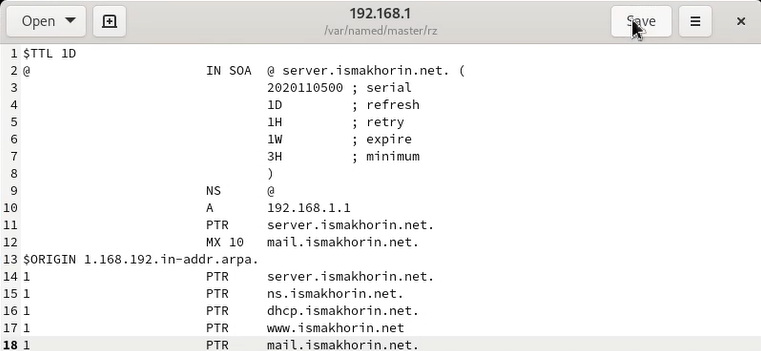 Open
192.168.1
/var/named/master/rz
Save
1 $TTL 1D
2 @ IN SOA @ server.ismakhorin.net. (
3 2020110500 ; serial
4 1D ; refresh
5 1H ; retry
6 1W ; expire
7 3H ; minimum
8 )
9 NS @
10 A 192.168.1.1
11 PTR server.ismakhorin.net.
12 MX 10 mail.ismakhorin.net.
13 $ORIGIN 1.168.192.in-addr.arpa.
14 1 PTR server.ismakhorin.net.
15 1 PTR ns.ismakhorin.net.
16 1 PTR dhcp.ismakhorin.net.
17 1 PTR www.ismakhorin.net
18 1 PTR mail.ismakhorin.net.